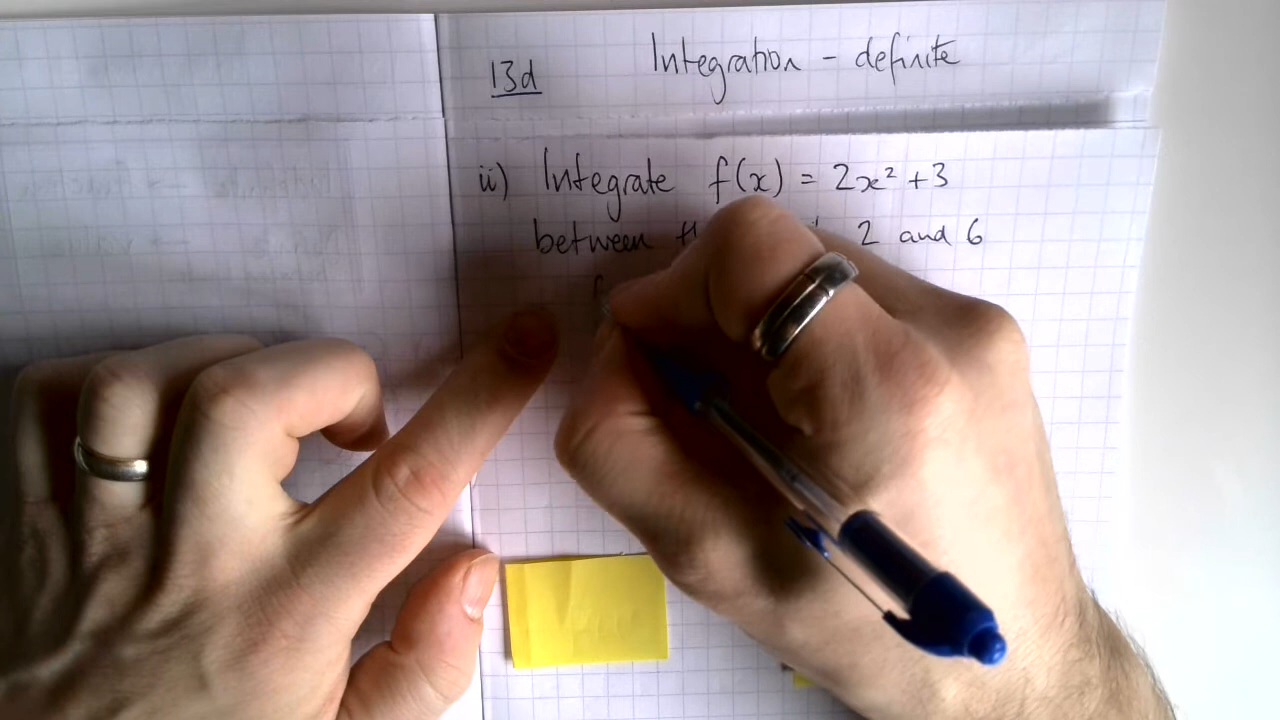 13d Integration - definite
ii) Integrate f(x) = 2x² + 3
between 2 and 6